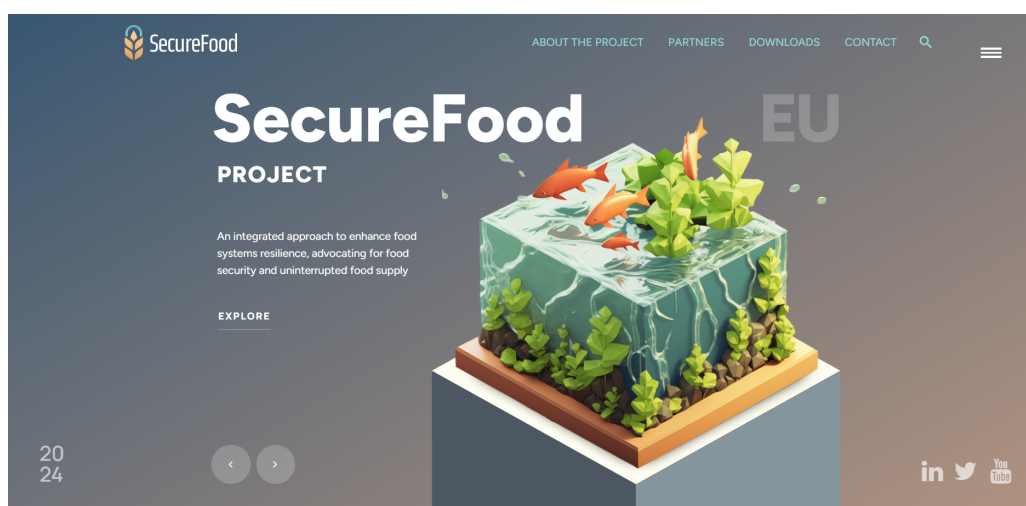 SecureFood
ABOUT THE PROJECT PARTNERS DOWNLOADS CONTACT
SecureFood EU
PROJECT
An integrated approach to enhance food
systems resilience, advocating for food
security and uninterrupted food supply
EXPLORE
20
24
in
You
Tube